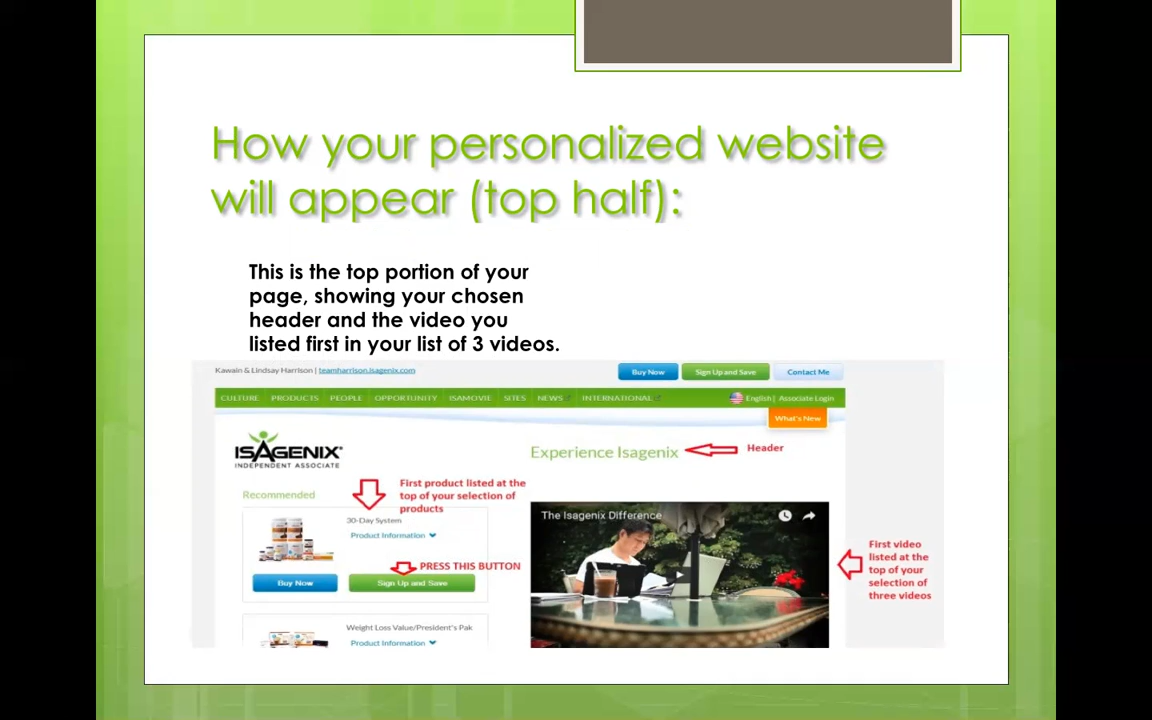 How your personalized website
will appear (top half):
This is the top portion of your
page, showing your chosen
header and the video you
listed first in your list of 3 videos.
Kawain & Lindsay Harrison | teamharrison.isagenix.com
Buy Now
Sign Up and Save
Contact Me
CULTURE PRODUCTS PEOPLE OPPORTUNITY ISAMOVIE SITES NEWS INTERNATIONAL
English | Associate Login
What's New
ISAGENIX
INDEPENDENT ASSOCIATE
Experience Isagenix
Header
Recommended
First product listed at the
top of your selection of
products
30-Day System
Product Information
PRESS THIS BUTTON
Buy Now
Sign Up and Save
Weight Loss Value/President's Pak
Product Information
The Isagenix Difference
First video
listed at the
top of your
selection of
three videos